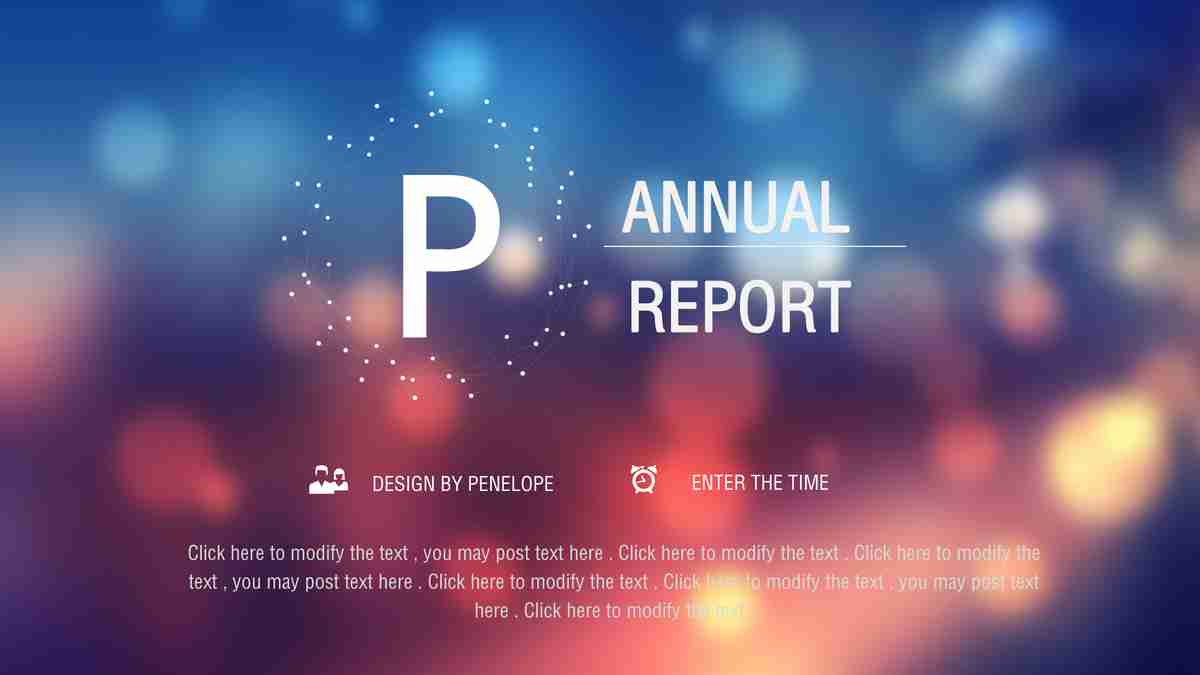 P
ANNUAL
REPORT
DESIGN BY PENELOPE
ENTER THE TIME
Click here to modify the text , you may post text here . Click here to modify the text . Click here to modify the
text , you may post text here . Click here to modify the text . Click here to modify the text , you may post text
here . Click here to modify the text